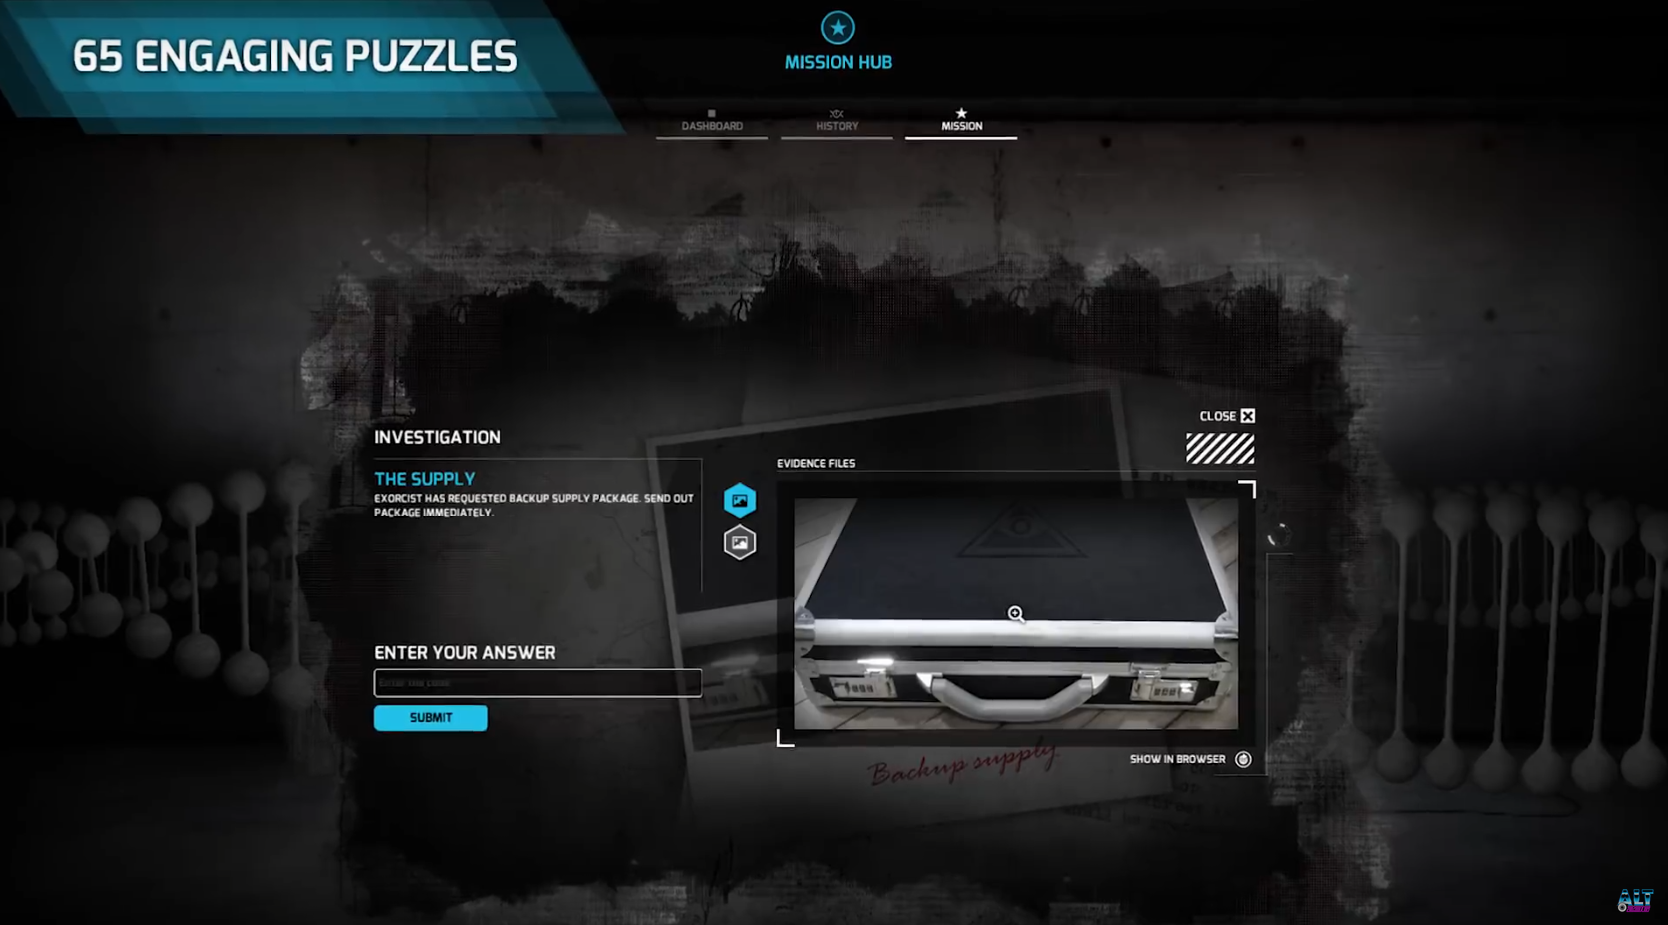 65 ENGAGING PUZZLES
MISSION HUB
DASHBOARD
HISTORY
MISSION
CLOSE
INVESTIGATION
EVIDENCE FILES
THE SUPPLY
EXORCIST HAS REQUESTED BACKUP SUPPLY PACKAGE. SEND OUT
PACKAGE IMMEDIATELY.
ENTER YOUR ANSWER
SUBMIT
Backup supply
SHOW IN BROWSER
ALT